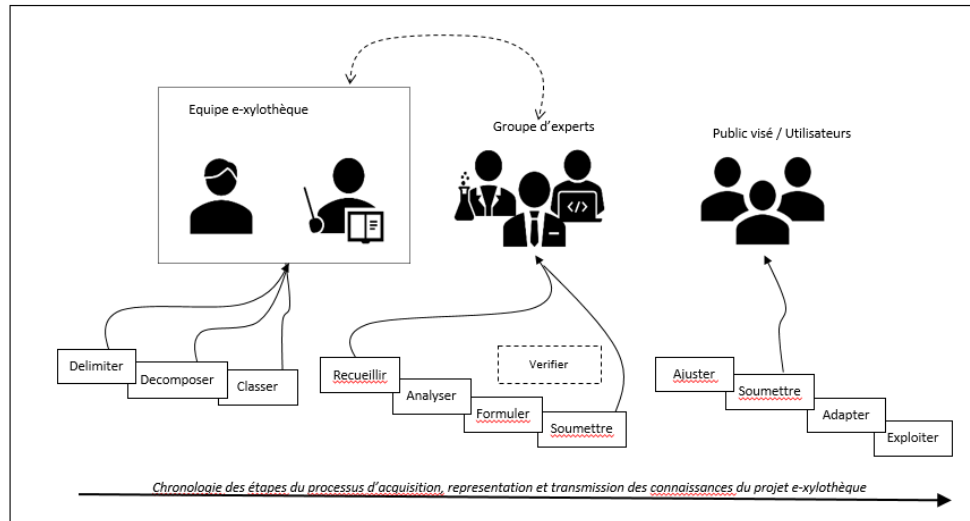 Equipe e-xylothèque
Groupe d'experts
Public visé / Utilisateurs
</>
Delimiter
Decomposer
Classer
Recueillir
Analyser
Formuler
Soumettre
Verifier
Ajuster
Soumettre
Adapter
Exploiter
Chronologie des étapes du processus d'acquisition, representation et transmission des connaissances du projet e-xylothèque